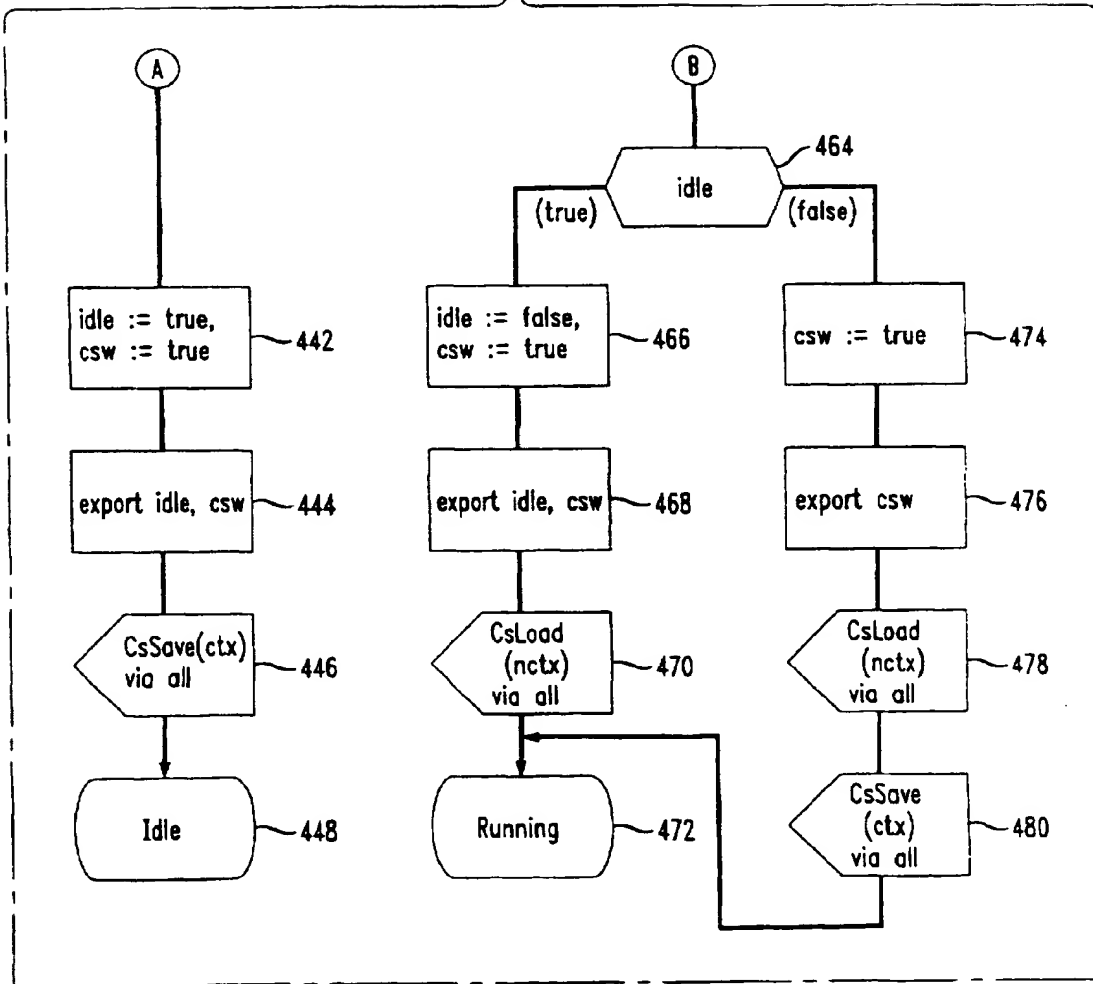 A
B
464
idle
(true)
(false)
idle := true,
csw := true
442
idle := false,
csw := true
466
csw := true
474
export idle, csw
444
export idle, csw
468
export csw
476
CsSave(ctx)
via all
446
CsLoad
(nctx)
via all
470
CsLoad
(nctx)
via all
478
Idle
448
Running
472
CsSave
(ctx)
via all
480